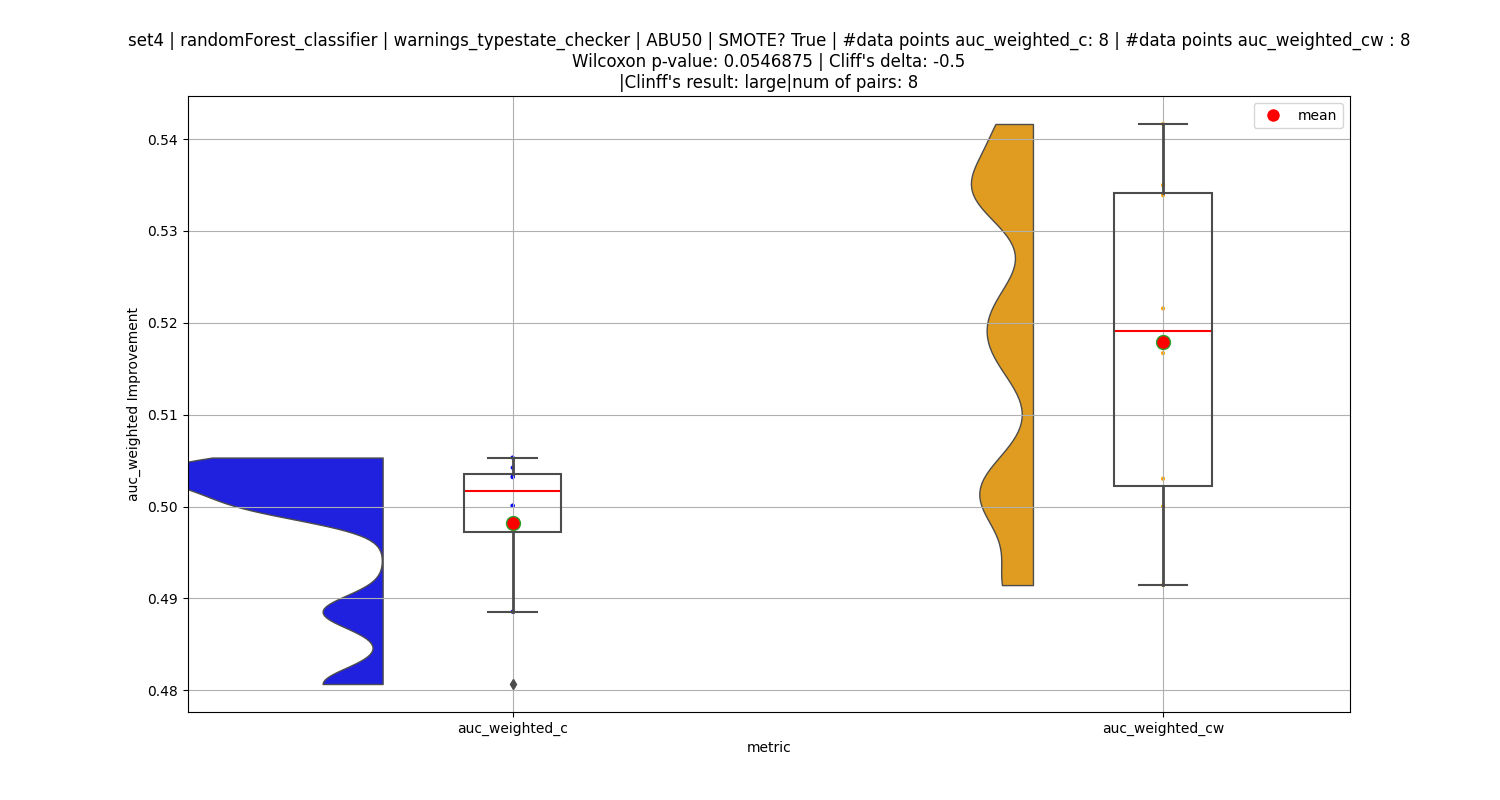 set4 | randomForest_classifier | warnings_typestate_checker | ABU50 | SMOTE? True | #data points auc_weighted_c: 8 | #data points auc_weighted_cw : 8
Wilcoxon p-value: 0.0546875 | Cliff's delta: -0.5
|Clinff's result: large|num of pairs: 8
mean
0.54
0.53
0.52
0.51
0.50
0.49
0.48
auc_weighted Improvement
auc_weighted_c
auc_weighted_cw
metric